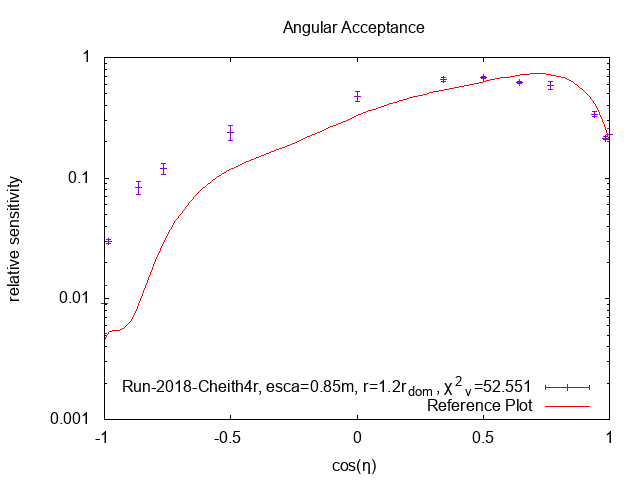 Angular Acceptance
relative sensitivity
1
0.1
0.01
0.001
Run-2018-Cheith4r, esca=0.85m, r=1.2r_dom, χ²_v=52.551
Reference Plot
-1
-0.5
0
0.5
1
cos(η)